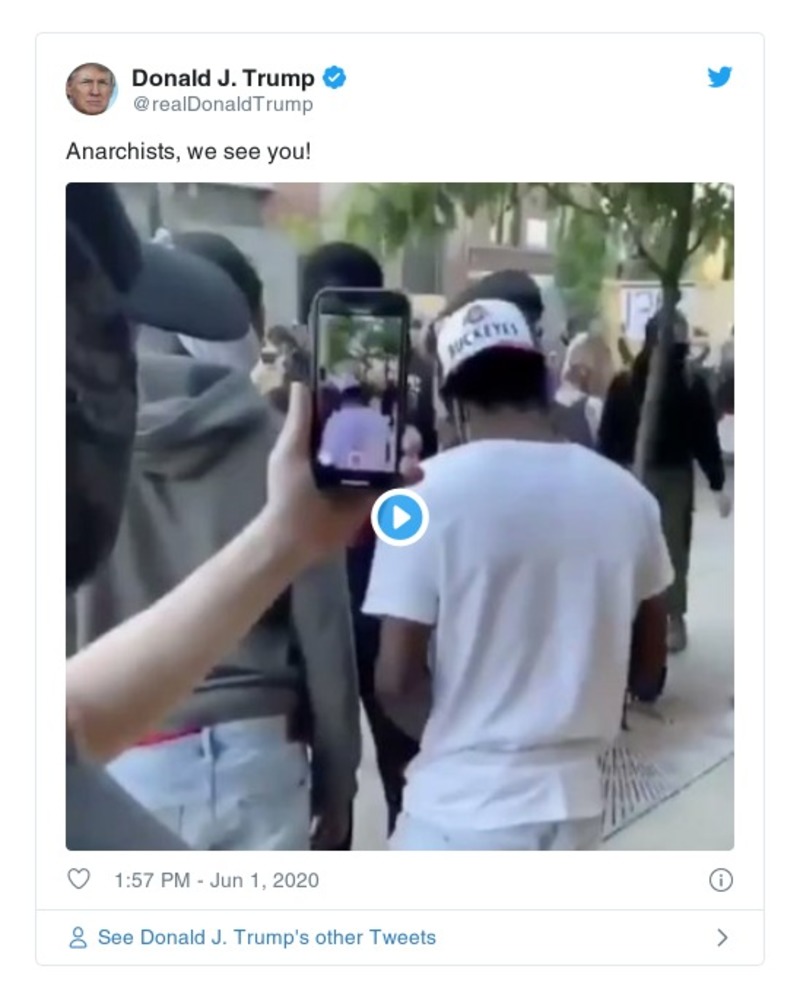 Donald J. Trump
@realDonaldTrump
Anarchists, we see you!
BUCKEYES
1:57 PM - Jun 1, 2020
See Donald J. Trump's other Tweets